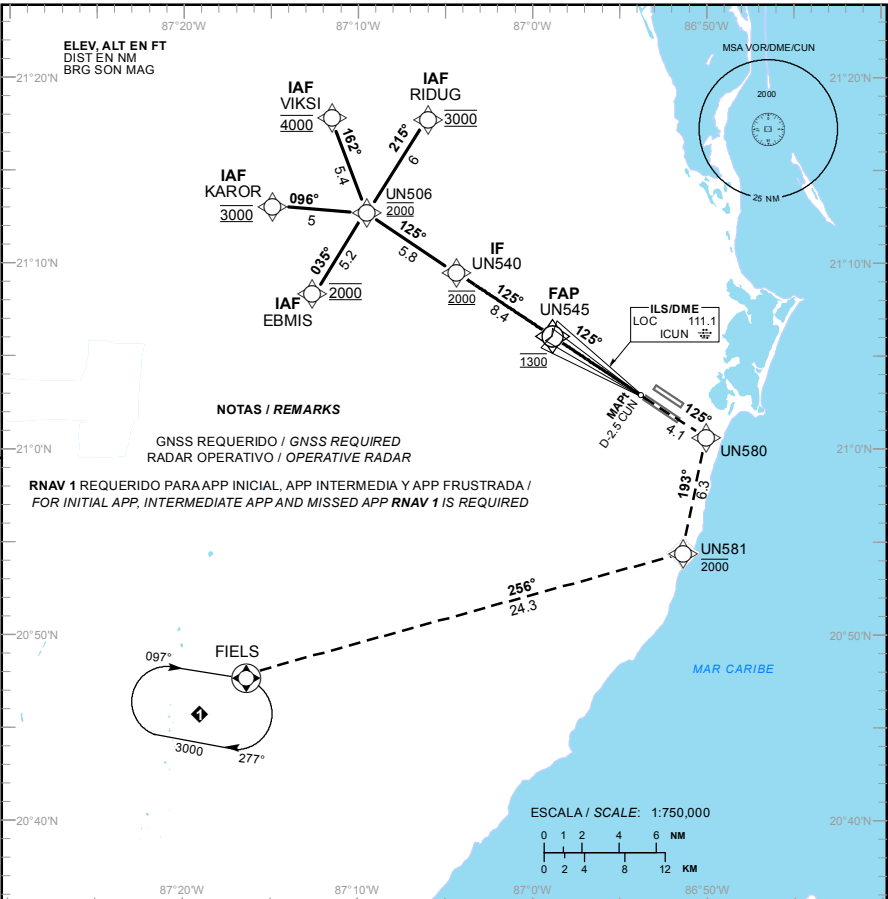 87°20'W 87°10'W 87°0'W 86°50'W
ELEV, ALT EN FT
DIST EN NM
BRG SON MAG
MSA VOR/DME/CUN
2000
25 NM
21°20'N 21°20'N
IAF
VIKSI
4000
IAF
RIDUG
3000
162°
5.4
215°
6
IAF
KAROR
3000
096°
5
UN506
2000
035°
5.2
2000
IAF
EBMIS
125°
5.8
21°10'N 21°10'N
IF
UN540
2000
125°
8.4
FAP
UN545
1300
125°
ILS/DME
LOC 111.1
ICUN
MAPt
D-2.5 CUN
125°
4.1
UN580
21°0'N 21°0'N
NOTAS / REMARKS
GNSS REQUERIDO / GNSS REQUIRED
RADAR OPERATIVO / OPERATIVE RADAR
RNAV 1 REQUERIDO PARA APP INICIAL, APP INTERMEDIA Y APP FRUSTRADA /
FOR INITIAL APP, INTERMEDIATE APP AND MISSED APP RNAV 1 IS REQUIRED
193°
6.3
UN581
2000
256°
24.3
20°50'N 20°50'N
FIELS
097°
1
3000
277°
MAR CARIBE
20°40'N 20°40'N
ESCALA / SCALE: 1:750,000
0 1 2 4 6 NM
0 2 4 8 12 KM
87°20'W 87°10'W 87°0'W 86°50'W